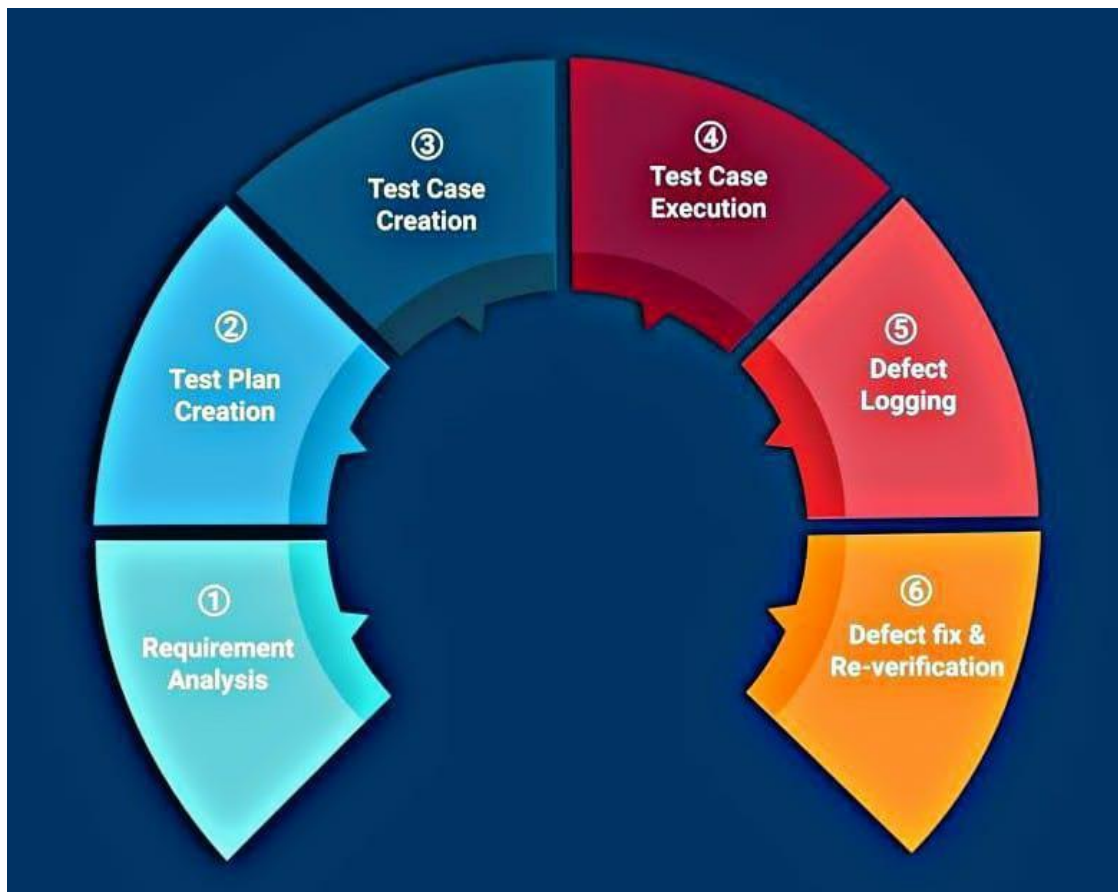 ①
Requirement
Analysis
②
Test Plan
Creation
③
Test Case
Creation
④
Test Case
Execution
⑤
Defect
Logging
⑥
Defect fix &
Re-verification